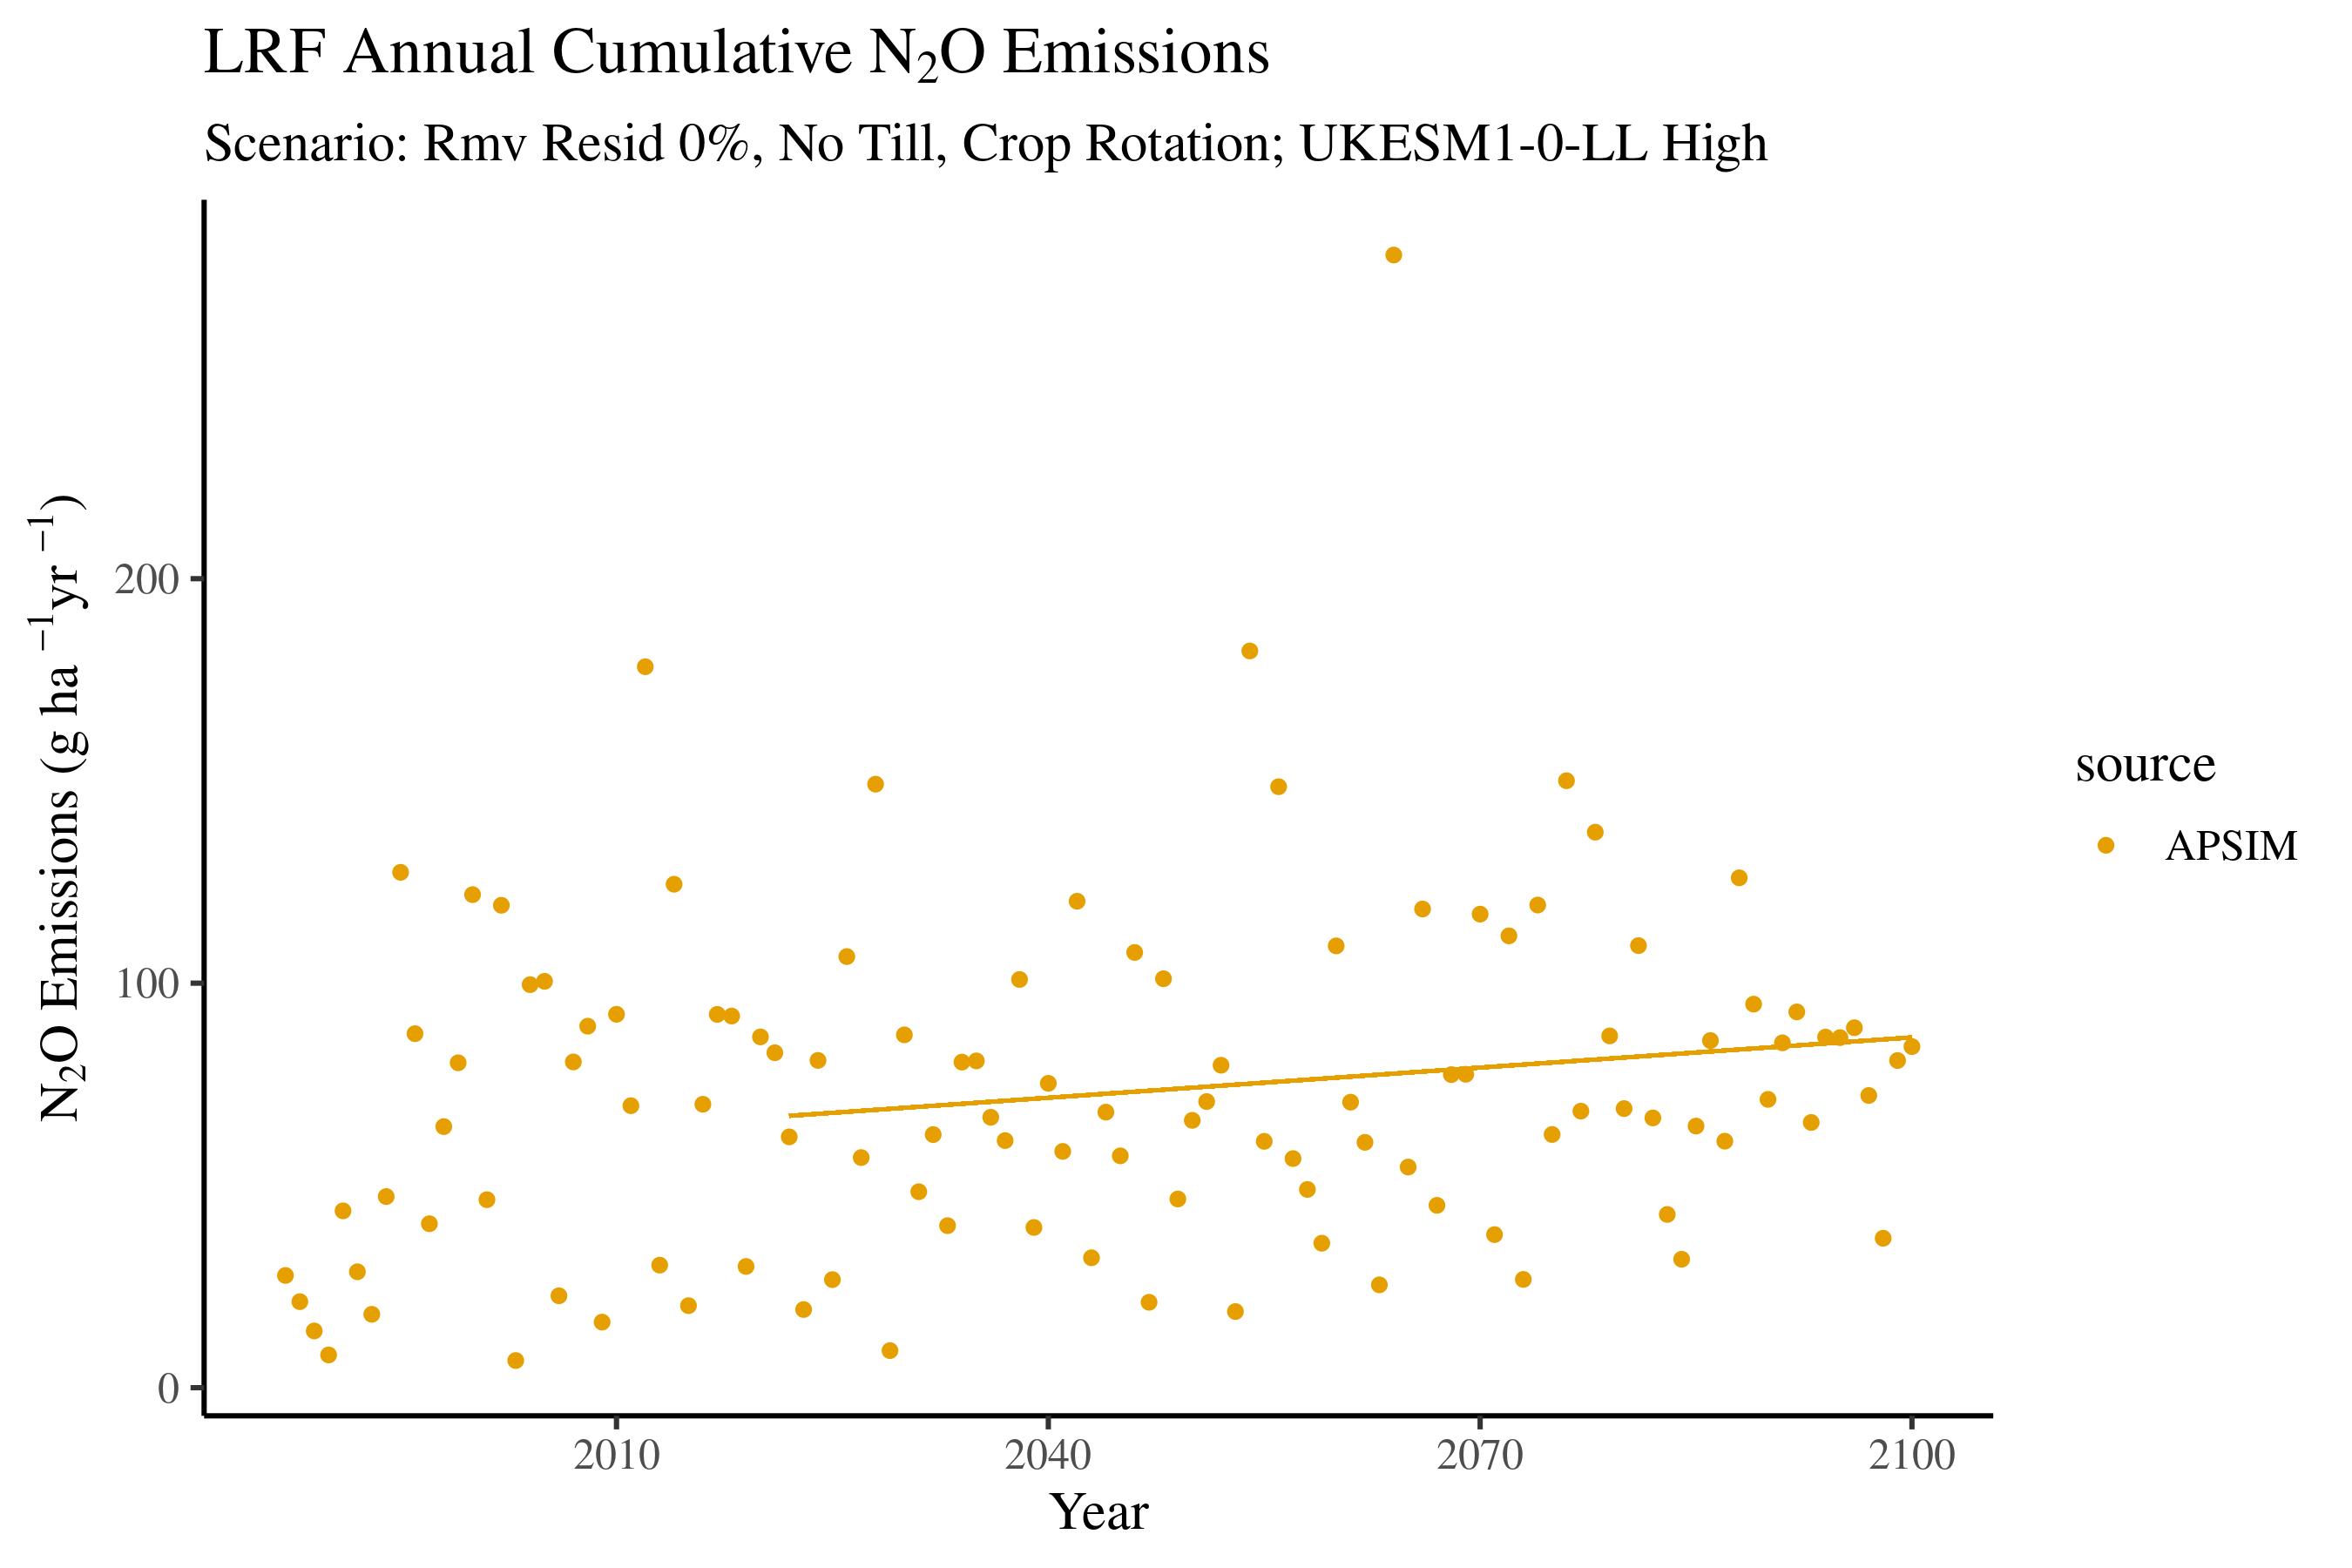 LRF Annual Cumulative N₂O Emissions
Scenario: Rmv Resid 0%, No Till, Crop Rotation; UKESM1-0-LL High
N₂O Emissions (g ha⁻¹yr⁻¹)
200
100
0
2010 2040 2070 2100
Year
source
APSIM